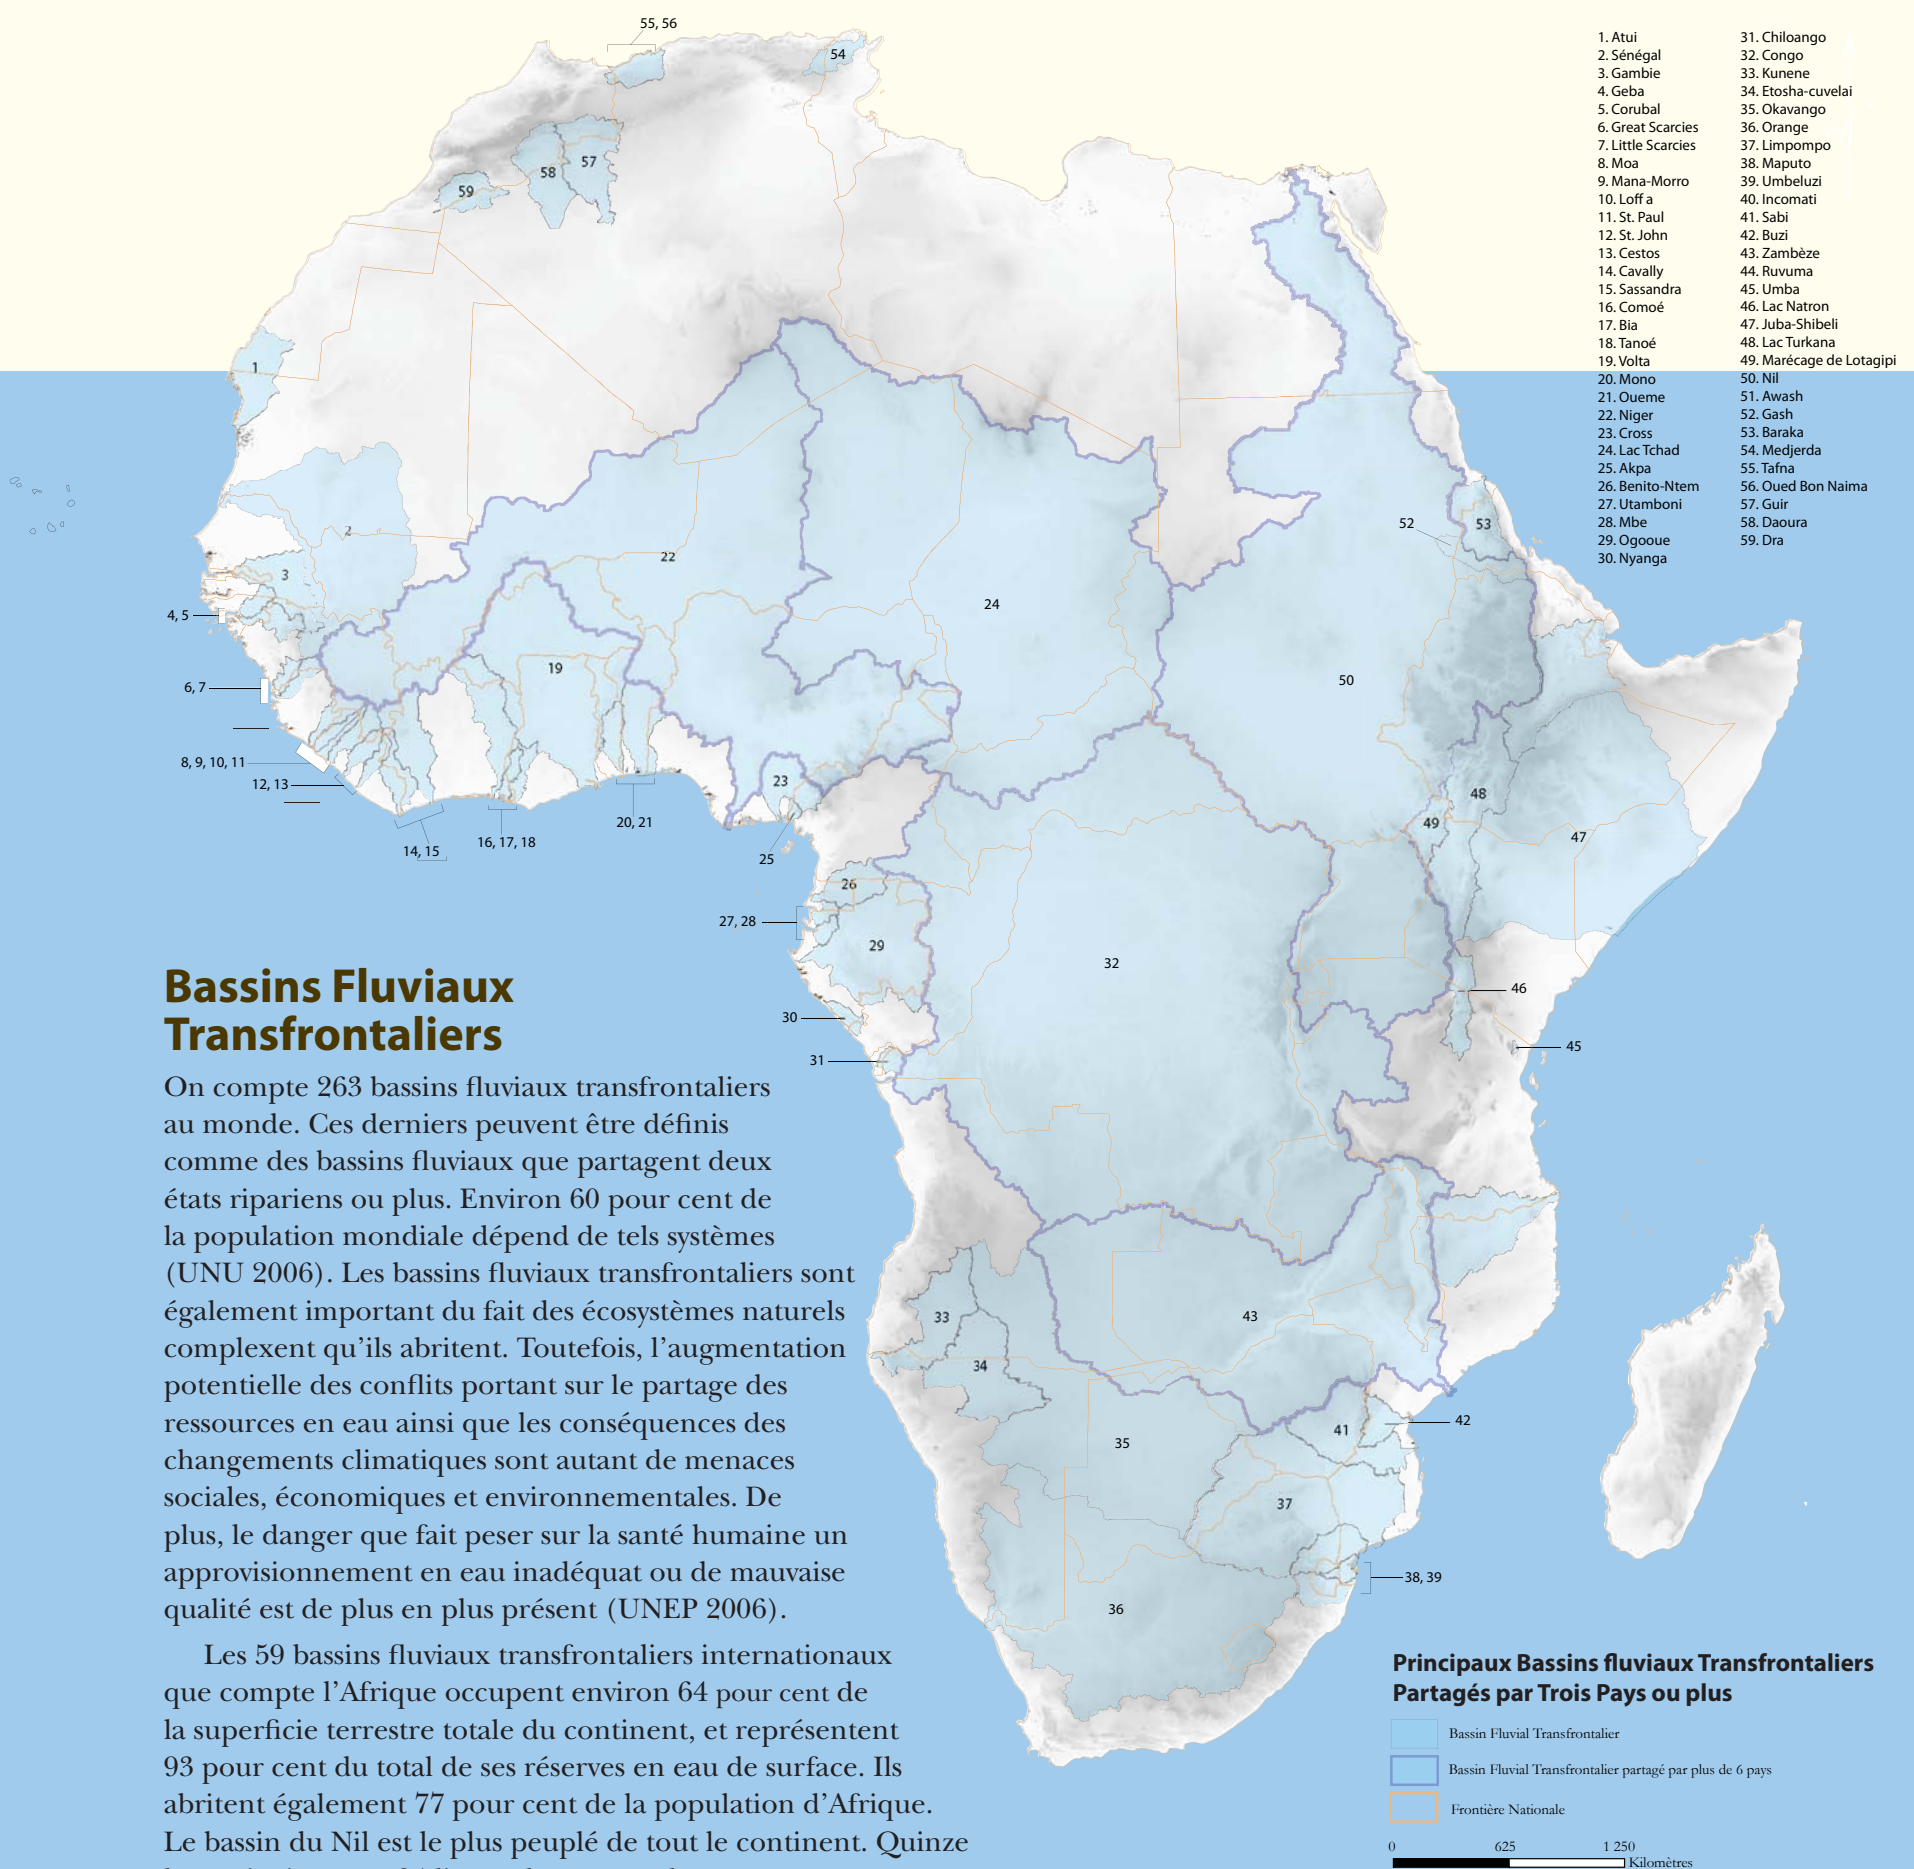 55, 56
54
57
58
59
1
2
3
4, 5
6, 7
8, 9, 10, 11
12, 13
14, 15
16, 17, 18
19
20, 21
22
23
24
25
26
27, 28
29
30
31
32
33
34
35
36
37
38, 39
41
42
43
45
46
47
48
49
50
52
53
1. Atui
2. Sénégal
3. Gambie
4. Geba
5. Corubal
6. Great Scarcies
7. Little Scarcies
8. Moa
9. Mana-Morro
10. Loff a
11. St. Paul
12. St. John
13. Cestos
14. Cavally
15. Sassandra
16. Comoé
17. Bia
18. Tanoé
19. Volta
20. Mono
21. Oueme
22. Niger
23. Cross
24. Lac Tchad
25. Akpa
26. Benito-Ntem
27. Utamboni
28. Mbe
29. Ogooue
30. Nyanga
31. Chiloango
32. Congo
33. Kunene
34. Etosha-cuvelai
35. Okavango
36. Orange
37. Limpompo
38. Maputo
39. Umbeluzi
40. Incomati
41. Sabi
42. Buzi
43. Zambèze
44. Ruvuma
45. Umba
46. Lac Natron
47. Juba-Shibeli
48. Lac Turkana
49. Marécage de Lotagipi
50. Nil
51. Awash
52. Gash
53. Baraka
54. Medjerda
55. Tafna
56. Oued Bon Naima
57. Guir
58. Daoura
59. Dra
Bassins Fluviaux
Transfrontaliers
On compte 263 bassins fluviaux transfrontaliers
au monde. Ces derniers peuvent être définis
comme des bassins fluviaux que partagent deux
états ripariens ou plus. Environ 60 pour cent de
la population mondiale dépend de tels systèmes
(UNU 2006). Les bassins fluviaux transfrontaliers sont
également important du fait des écosystèmes naturels
complexent qu'ils abritent. Toutefois, l'augmentation
potentielle des conflits portant sur le partage des
ressources en eau ainsi que les conséquences des
changements climatiques sont autant de menaces
sociales, économiques et environnementales. De
plus, le danger que fait peser sur la santé humaine un
approvisionnement en eau inadéquat ou de mauvaise
qualité est de plus en plus présent (UNEP 2006).
Les 59 bassins fluviaux transfrontaliers internationaux
que compte l'Afrique occupent environ 64 pour cent de
la superficie terrestre totale du continent, et représentent
93 pour cent du total de ses réserves en eau de surface. Ils
abritent également 77 pour cent de la population d'Afrique.
Le bassin du Nil est le plus peuplé de tout le continent. Quinze
Principaux Bassins fluviaux Transfrontaliers
Partagés par Trois Pays ou plus
Bassin Fluvial Transfrontalier
Bassin Fluvial Transfrontalier partagé par plus de 6 pays
Frontière Nationale
0 625 1 250
Kilomètres